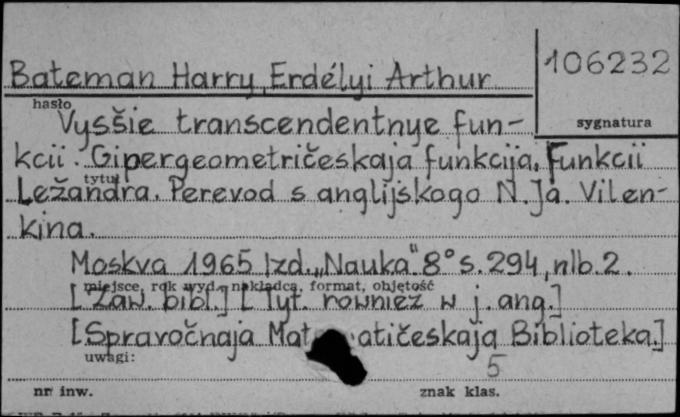 106232
Bateman Harry, Erdélyi Arthur
hasło
sygnatura
Vysšie transcendentnye fun-
kcii. Gipergeometričeskaja funkcija. Funkcii
tytuł
Ležandra. Perevod s anglijskogo N. Ja. Vilen-
kina.
Moskva 1965 Izd. „Nauka" 8° s. 294, nlb. 2.
miejsce, rok wyd., nakładca, format, objętość
[Zaw. bibl.] [Tyt. również w j. ang.]
[Spravočnaja Mat atičeskaja Biblioteka.]
uwagi:
5
nr inw.
znak klas.